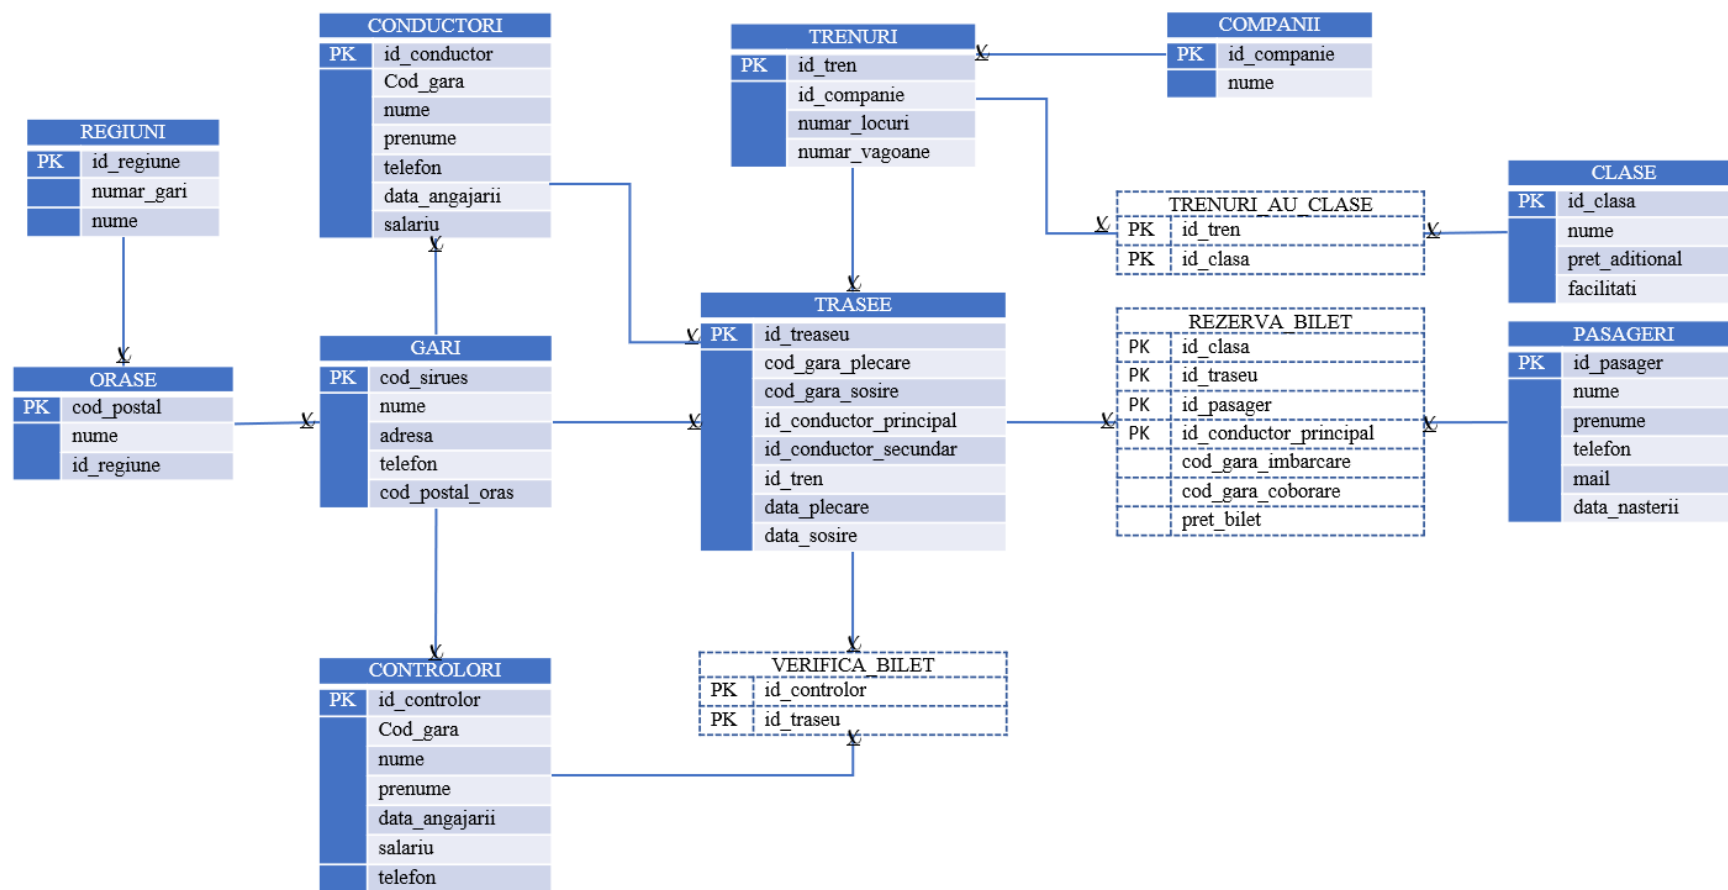 REGIUNI
PK id_regiune
numar_gari
nume
ORASE
PK cod_postal
nume
id_regiune
CONDUCTORI
PK id_conductor
Cod_gara
nume
prenume
telefon
data_angajarii
salariu
GARI
PK cod_sirues
nume
adresa
telefon
cod_postal_oras
CONTROLORI
PK id_controlor
Cod_gara
nume
prenume
data_angajarii
salariu
telefon
TRENURI
PK id_tren
id_companie
numar_locuri
numar_vagoane
TRASEE
PK id_treaseu
cod_gara_plecare
cod_gara_sosire
id_conductor_principal
id_conductor_secundar
id_tren
data_plecare
data_sosire
VERIFICA_BILET
PK id_controlor
PK id_traseu
COMPANII
PK id_companie
nume
TRENURI_AU_CLASE
PK id_tren
PK id_clasa
REZERVA_BILET
PK id_clasa
PK id_traseu
PK id_pasager
PK id_conductor_principal
cod_gara_imbarcare
cod_gara_coborare
pret_bilet
CLASE
PK id_clasa
nume
pret_aditional
facilitati
PASAGERI
PK id_pasager
nume
prenume
telefon
mail
data_nasterii